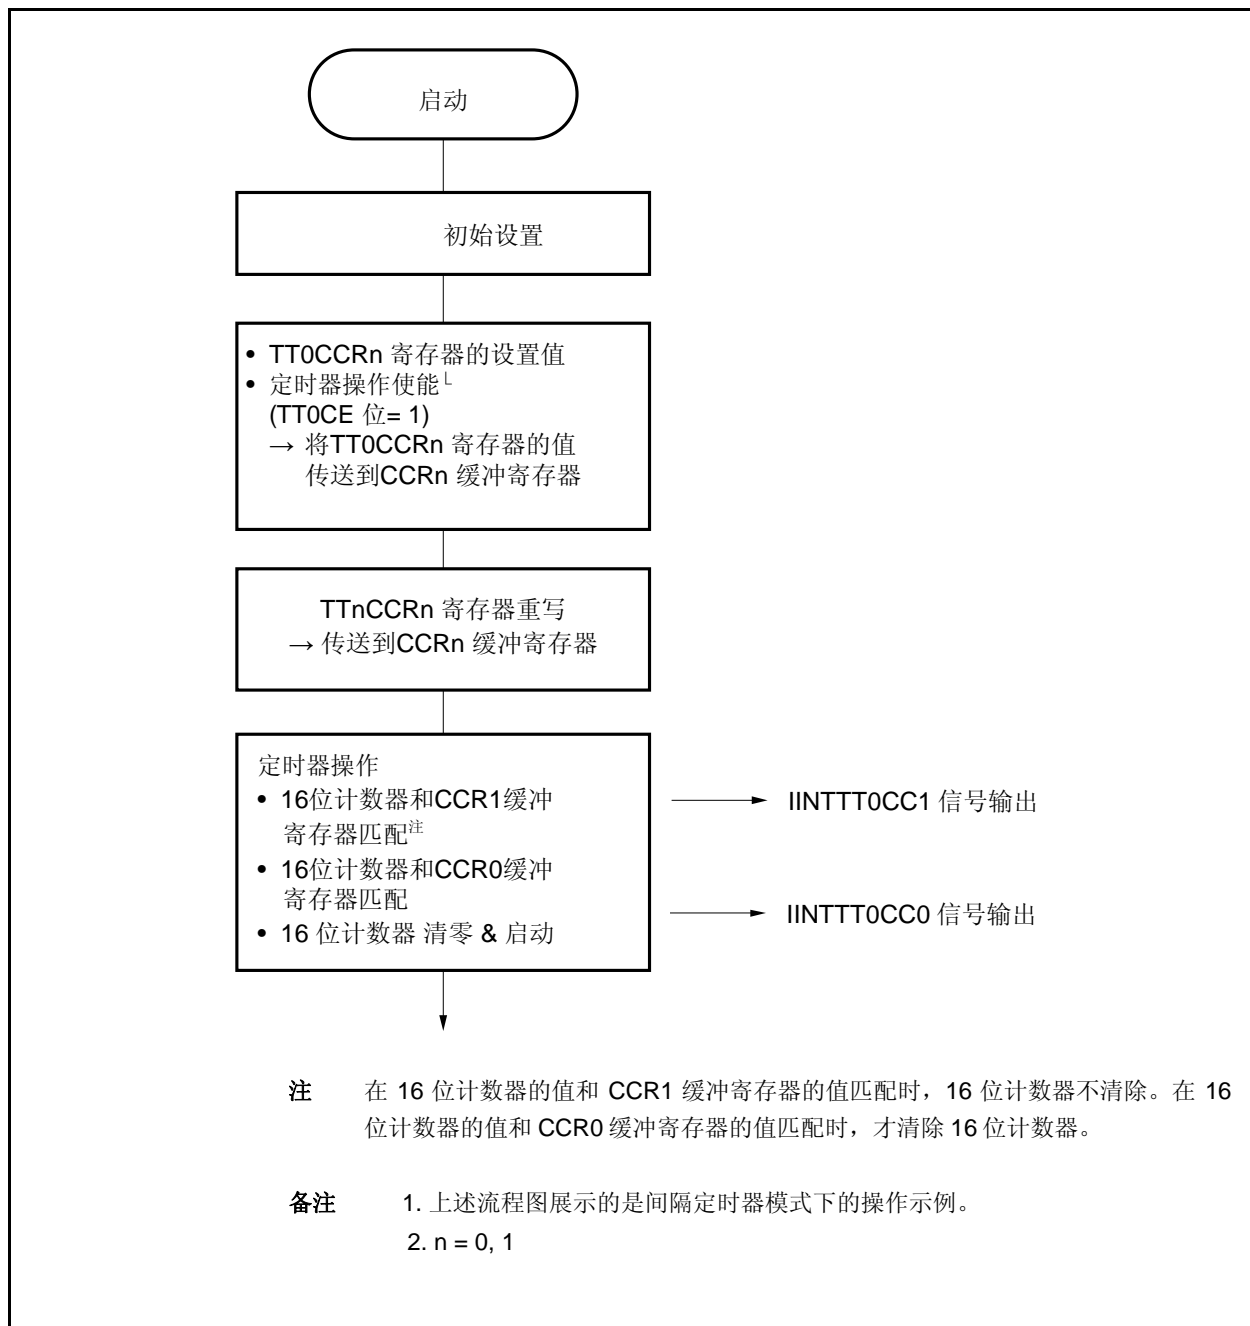 启动
初始设置
• TT0CCRn 寄存器的设置值
• 定时器操作使能└
(TT0CE 位= 1)
→ 将TT0CCRn 寄存器的值
传送到CCRn 缓冲寄存器
TTnCCRn 寄存器重写
→ 传送到CCRn 缓冲寄存器
定时器操作
• 16位计数器和CCR1缓冲
寄存器匹配注
• 16位计数器和CCR0缓冲
寄存器匹配
• 16 位计数器 清零 & 启动
IINTTT0CC1 信号输出
IINTTT0CC0 信号输出
注 在 16 位计数器的值和 CCR1 缓冲寄存器的值匹配时，16 位计数器不清除。在 16
位计数器的值和 CCR0 缓冲寄存器的值匹配时，才清除 16 位计数器。
备注 1. 上述流程图展示的是间隔定时器模式下的操作示例。
2. n = 0, 1